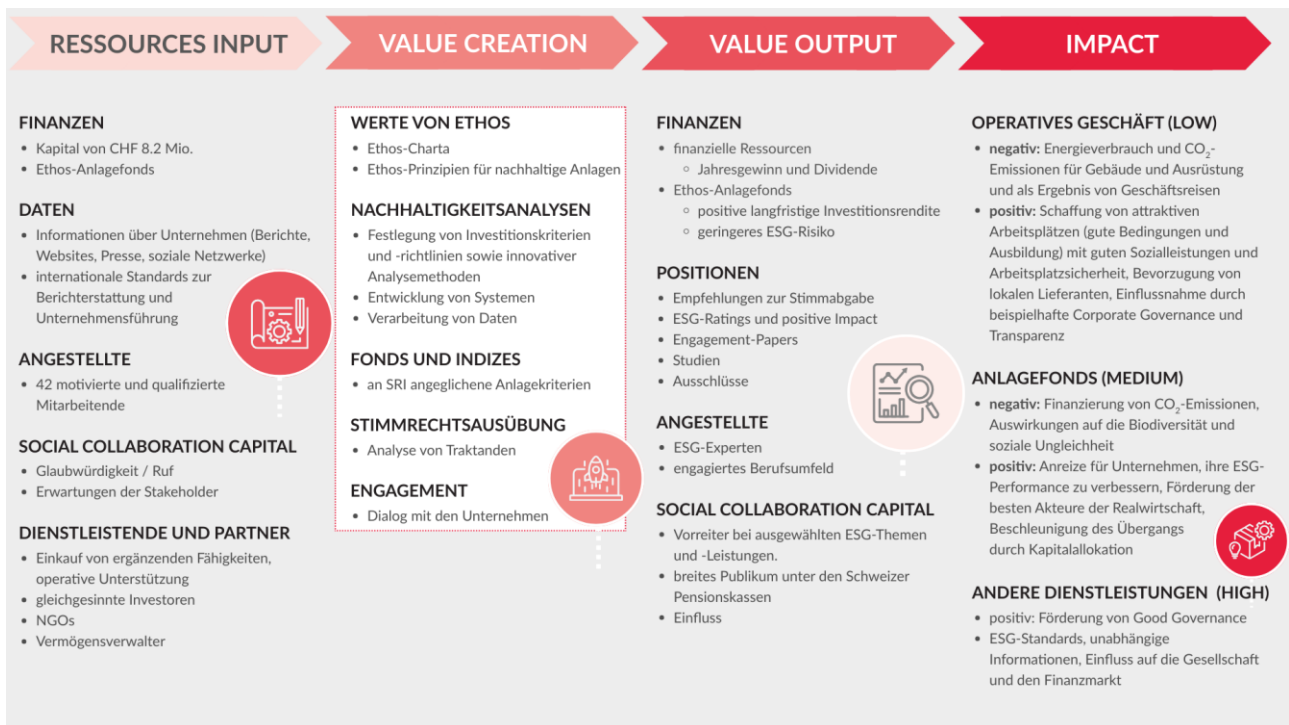 RESSOURCES INPUT
FINANZEN
• Kapital von CHF 8.2 Mio.
• Ethos-Anlagefonds
DATEN
• Informationen über Unternehmen (Berichte,
Websites, Presse, soziale Netzwerke)
• internationale Standards zur
Berichterstattung und
Unternehmensführung
ANGESTELLTE
• 42 motivierte und qualifizierte
Mitarbeitende
SOCIAL COLLABORATION CAPITAL
• Glaubwürdigkeit / Ruf
• Erwartungen der Stakeholder
DIENSTLEISTENDE UND PARTNER
• Einkauf von ergänzenden Fähigkeiten,
operative Unterstützung
• gleichgesinnte Investoren
• NGOs
• Vermögensverwalter
VALUE CREATION
WERTE VON ETHOS
• Ethos-Charta
• Ethos-Prinzipien für nachhaltige Anlagen
NACHHALTIGKEITSANALYSEN
• Festlegung von Investitionskriterien
und -richtlinien sowie innovativer
Analysemethoden
• Entwicklung von Systemen
• Verarbeitung von Daten
FONDS UND INDIZES
• an SRI angeglichene Anlagekriterien
STIMMRECHTSAUSÜBUNG
• Analyse von Traktanden
ENGAGEMENT
• Dialog mit den Unternehmen
VALUE OUTPUT
FINANZEN
• finanzielle Ressourcen
○ Jahresgewinn und Dividende
• Ethos-Anlagefonds
○ positive langfristige Investitionsrendite
○ geringeres ESG-Risiko
POSITIONEN
• Empfehlungen zur Stimmabgabe
• ESG-Ratings und positive Impact
• Engagement-Papers
• Studien
• Ausschlüsse
ANGESTELLTE
• ESG-Experten
• engagiertes Berufsumfeld
SOCIAL COLLABORATION CAPITAL
• Vorreiter bei ausgewählten ESG-Themen
und -Leistungen.
• breites Publikum unter den Schweizer
Pensionskassen
• Einfluss
IMPACT
OPERATIVES GESCHÄFT (LOW)
• negativ: Energieverbrauch und CO₂-
Emissionen für Gebäude und Ausrüstung
und als Ergebnis von Geschäftsreisen
• positiv: Schaffung von attraktiven
Arbeitsplätzen (gute Bedingungen und
Ausbildung) mit guten Sozialleistungen und
Arbeitsplatzsicherheit, Bevorzugung von
lokalen Lieferanten, Einflussnahme durch
beispielhafte Corporate Governance und
Transparenz
ANLAGEFONDS (MEDIUM)
• negativ: Finanzierung von CO₂-Emissionen,
Auswirkungen auf die Biodiversität und
soziale Ungleichheit
• positiv: Anreize für Unternehmen, ihre ESG-
Performance zu verbessern, Förderung der
besten Akteure der Realwirtschaft,
Beschleunigung des Übergangs
durch Kapitalallokation
ANDERE DIENSTLEISTUNGEN (HIGH)
• positiv: Förderung von Good Governance
• ESG-Standards, unabhängige
Informationen, Einfluss auf die Gesellschaft
und den Finanzmarkt